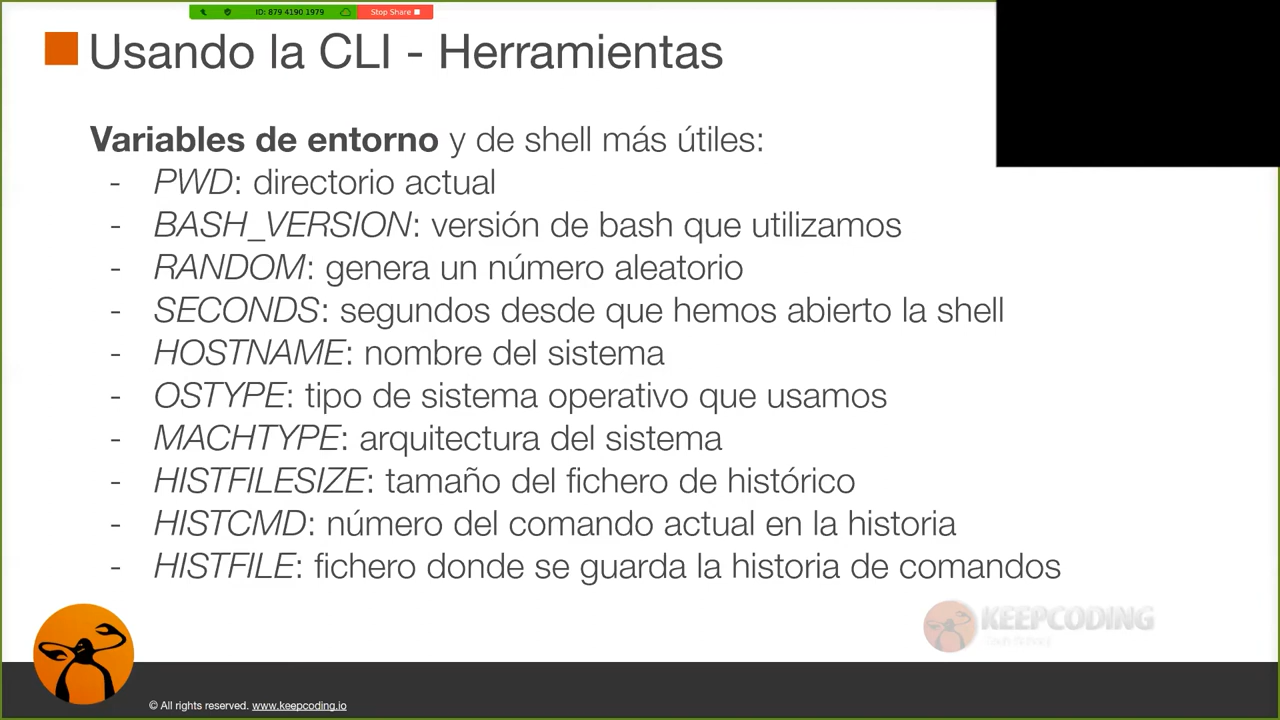 ID: 879 4190 1979
Stop Share
Usando la CLI - Herramientas
Variables de entorno y de shell más útiles:
- PWD: directorio actual
- BASH_VERSION: versión de bash que utilizamos
- RANDOM: genera un número aleatorio
- SECONDS: segundos desde que hemos abierto la shell
- HOSTNAME: nombre del sistema
- OSTYPE: tipo de sistema operativo que usamos
- MACHTYPE: arquitectura del sistema
- HISTFILESIZE: tamaño del fichero de histórico
- HISTCMD: número del comando actual en la historia
- HISTFILE: fichero donde se guarda la historia de comandos
KEEPCODING
© All rights reserved. www.keepcoding.io